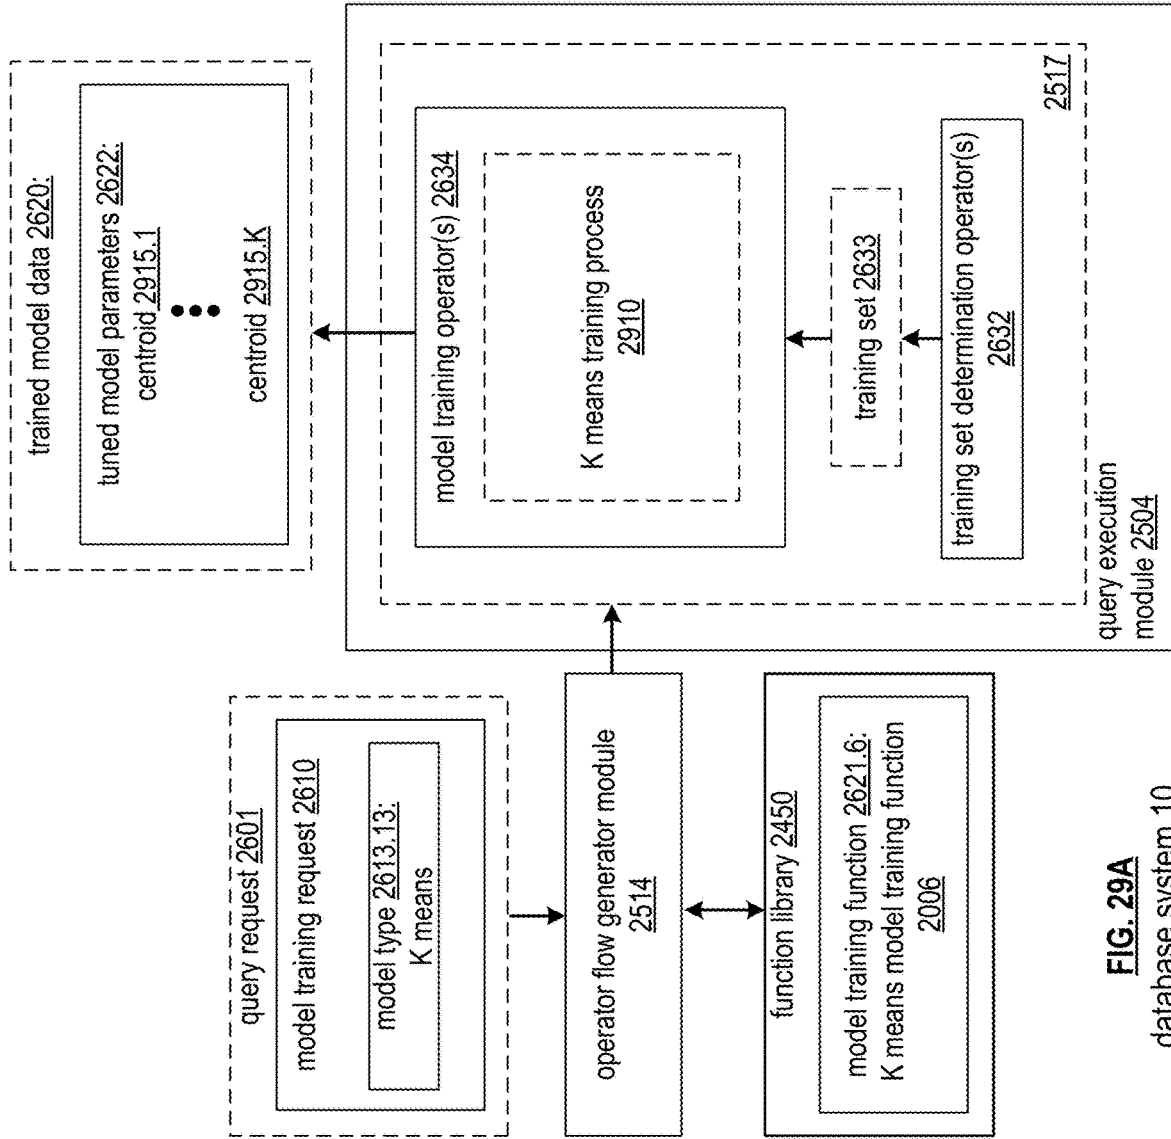 query request 2601
model training request 2610
model type 2613.13:
K means
operator flow generator module
2514
function library 2450
model training function 2621.6:
K means model training function
2006
trained model data 2620:
tuned model parameters 2622:
centroid 2915.1
centroid 2915.K
model training operator(s) 2634
K means training process
2910
training set 2633
training set determination operator(s)
2632
2517
query execution
module 2504
FIG. 29A
database system 10